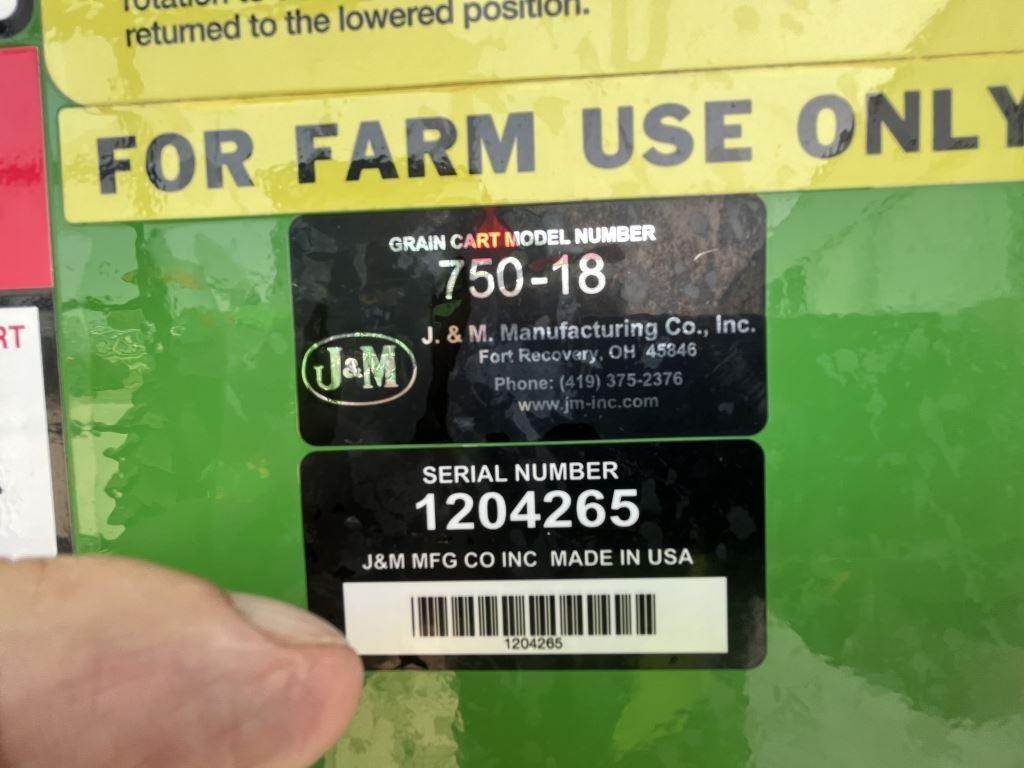 returned to the lowered position.
FOR FARM USE ONLY
GRAIN CART MODEL NUMBER
750-18
J&M
J. & M. Manufacturing Co., Inc.
Fort Recovery, OH 45846
Phone: (419) 375-2376
www.jm-inc.com
RT
SERIAL NUMBER
1204265
J&M MFG CO INC MADE IN USA
1204265